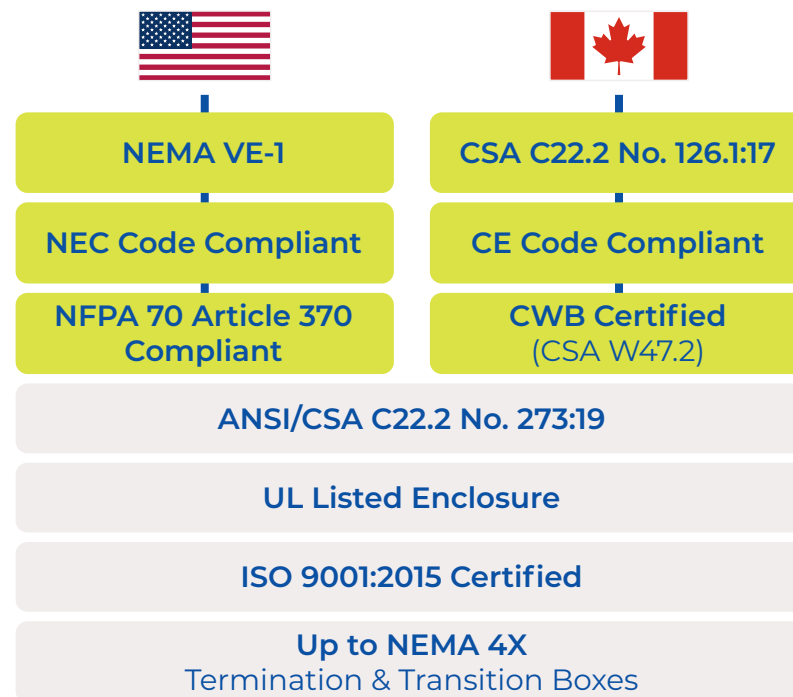 NEMA VE-1
CSA C22.2 No. 126.1:17
NEC Code Compliant
CE Code Compliant
NFPA 70 Article 370
Compliant
CWB Certified
(CSA W47.2)
ANSI/CSA C22.2 No. 273:19
UL Listed Enclosure
ISO 9001:2015 Certified
Up to NEMA 4X
Termination & Transition Boxes